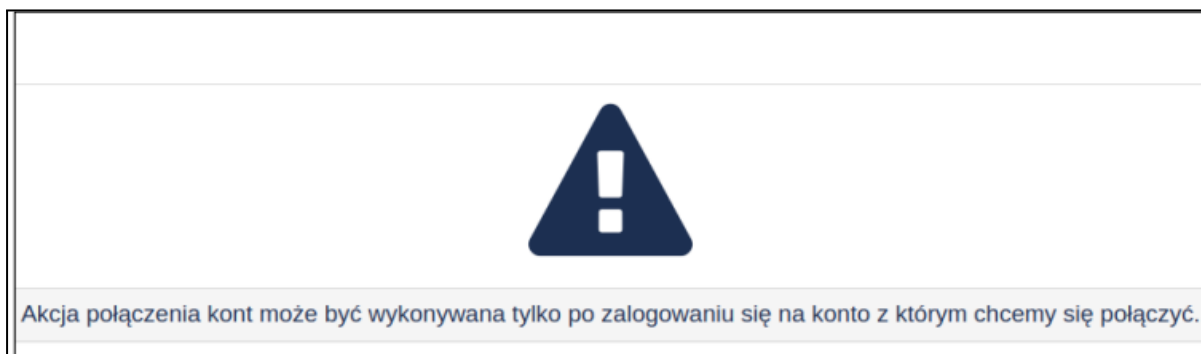 Akcja połączenia kont może być wykonywana tylko po zalogowaniu się na konto z którym chcemy się połączyć.